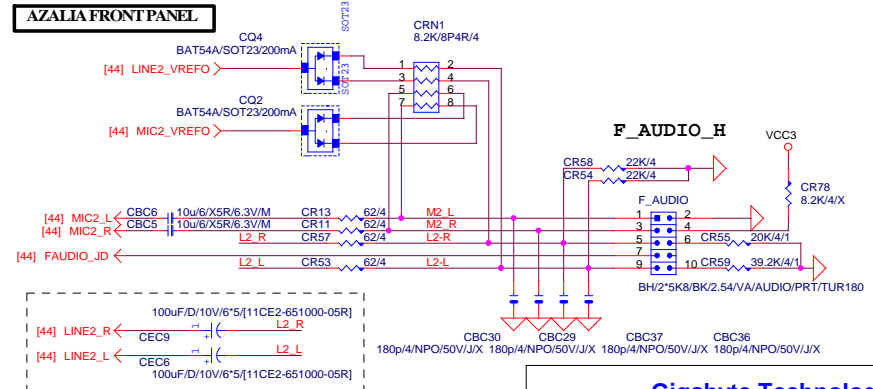 AZALIA FRONT PANEL
SOT23
CQ4
BAT54A/SOT23/200mA
[44] LINE2_VREFO
SOT23
CQ2
BAT54A/SOT23/200mA
[44] MIC2_VREFO
CRN1
8.2K/8P4R/4
1 2
3 4
5 6
7 8
F_AUDIO_H
VCC3
CR58 22K/4
CR54 22K/4
CR78
8.2K/4/X
F_AUDIO
[44] MIC2_L CBC6 10u/6/X5R/6.3V/M CR13 62/4 M2_L 1 2
[44] MIC2_R CBC5 10u/6/X5R/6.3V/M CR11 62/4 M2_R 3 4
L2_R CR57 62/4 L2-R 5 6 CR55 20K/4/1
[44] FAUDIO_JD 7
L2_L CR53 62/4 L2-L 9 10 CR59 39.2K/4/1
BH/2*5K8/BK/2.54/VA/AUDIO/PRT/TUR180
100uF/D/10V/6*5/[11CE2-651000-05R]
[44] LINE2_R 1 + L2_R
CEC9
[44] LINE2_L 1 + L2_L
CEC6
100uF/D/10V/6*5/[11CE2-651000-05R]
CBC30 CBC29 CBC37 CBC36
180p/4/NPO/50V/J/X 180p/4/NPO/50V/J/X 180p/4/NPO/50V/J/X 180p/4/NPO/50V/J/X
Gigabyte Technolo